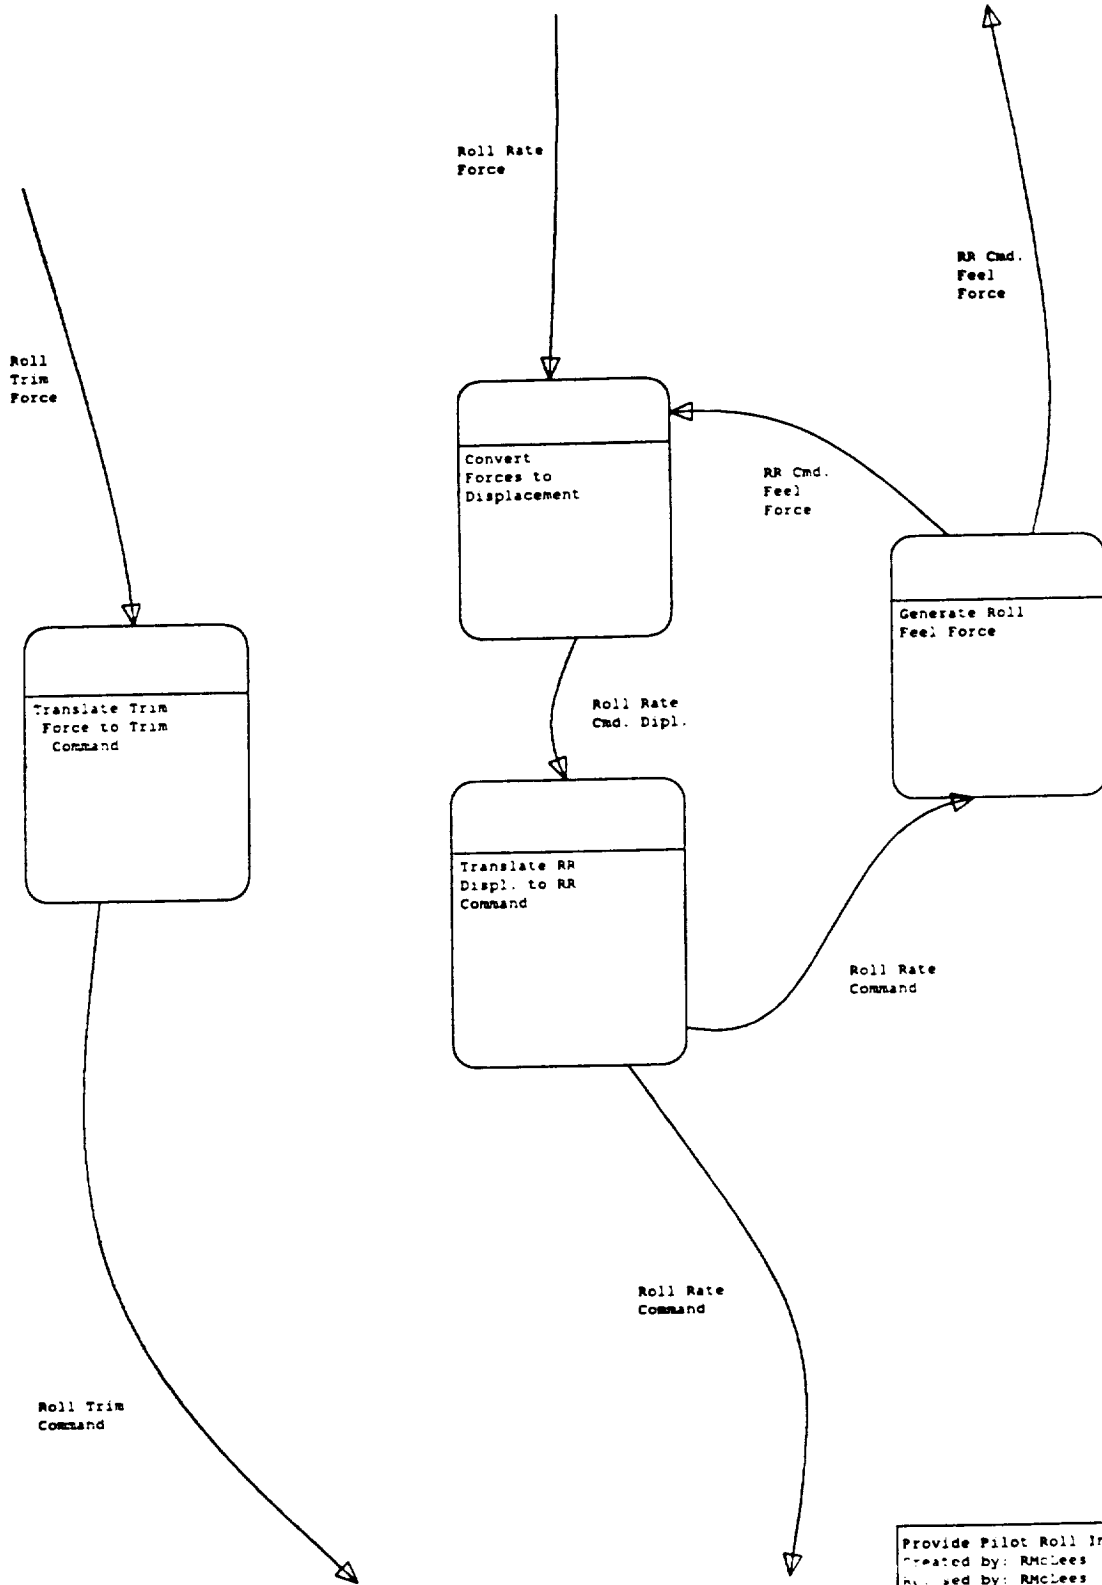 Roll Rate
Force
RR Cmd.
Feel
Force
Roll
Trim
Force
Convert
Forces to
Displacement
RR Cmd.
Feel
Force
Generate Roll
Feel Force
Translate Trim
Force to Trim
Command
Roll Rate
Cmd. Dipl.
Translate RR
Displ. to RR
Command
Roll Rate
Command
Roll Rate
Command
Roll Trim
Command
Provide Pilot Roll
Created by: RMcLees
by: RMcLees